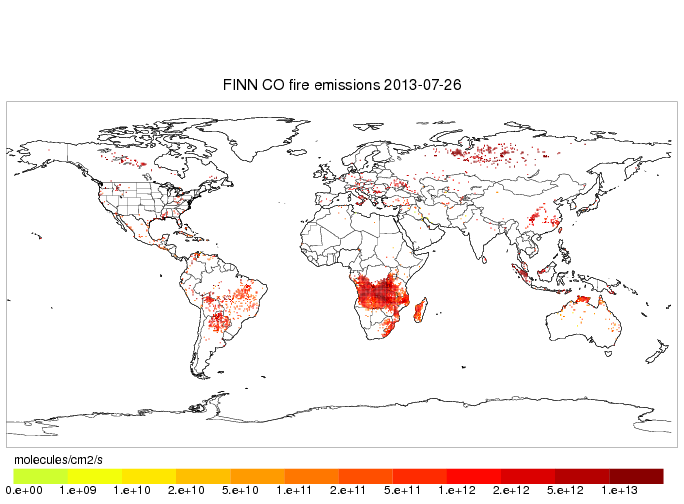 FINN CO fire emissions 2013-07-26
molecules/cm2/s
0.e+00 1.e+09 1.e+10 2.e+10 5.e+10 1.e+11 2.e+11 5.e+11 1.e+12 2.e+12 5.e+12 1.e+13